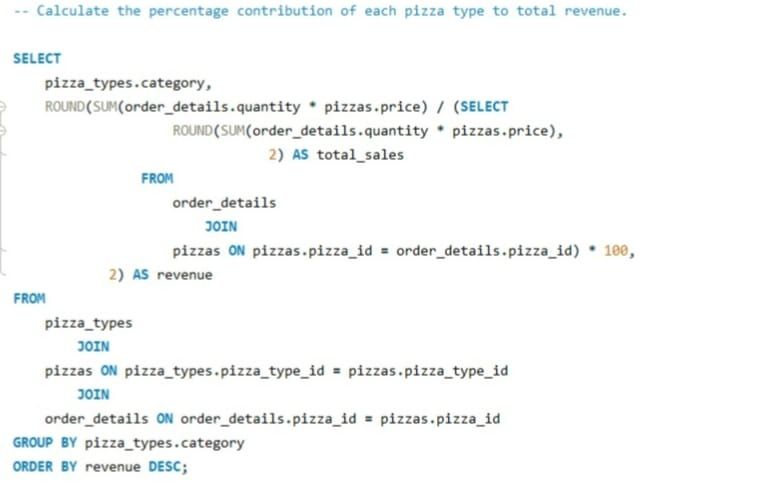 -- Calculate the percentage contribution of each pizza type to total revenue.
SELECT
pizza_types.category,
ROUND(SUM(order_details.quantity * pizzas.price) / (SELECT
ROUND(SUM(order_details.quantity * pizzas.price),
2) AS total_sales
FROM
order_details
JOIN
pizzas ON pizzas.pizza_id = order_details.pizza_id) * 100,
2) AS revenue
FROM
pizza_types
JOIN
pizzas ON pizza_types.pizza_type_id = pizzas.pizza_type_id
JOIN
order_details ON order_details.pizza_id = pizzas.pizza_id
GROUP BY pizza_types.category
ORDER BY revenue DESC;